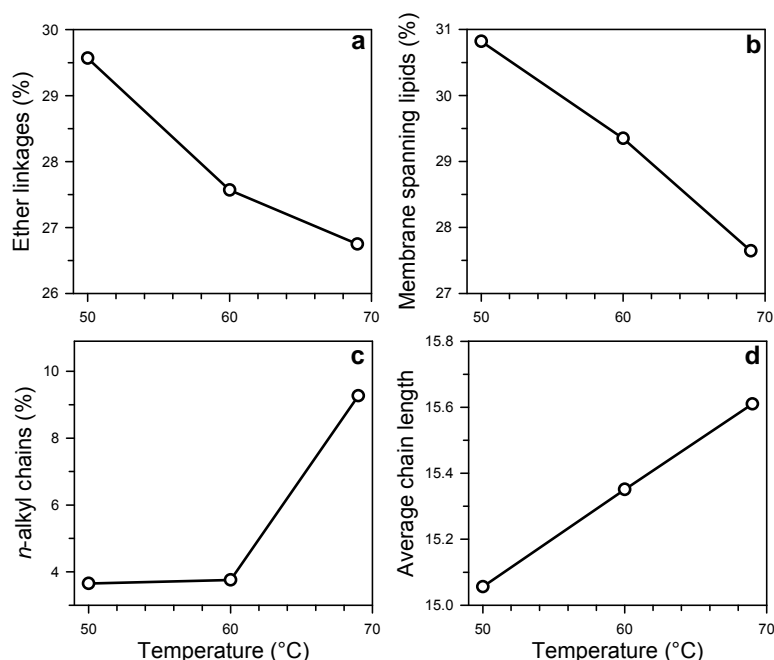 a
Ether linkages (%)
30
29
28
27
26
50 60 70
b
Membrane spanning lipids (%)
31
30
29
28
27
50 60 70
c
n-alkyl chains (%)
10
8
6
4
50 60 70
Temperature (°C)
d
Average chain length
15.8
15.6
15.4
15.2
15.0
50 60 70
Temperature (°C)